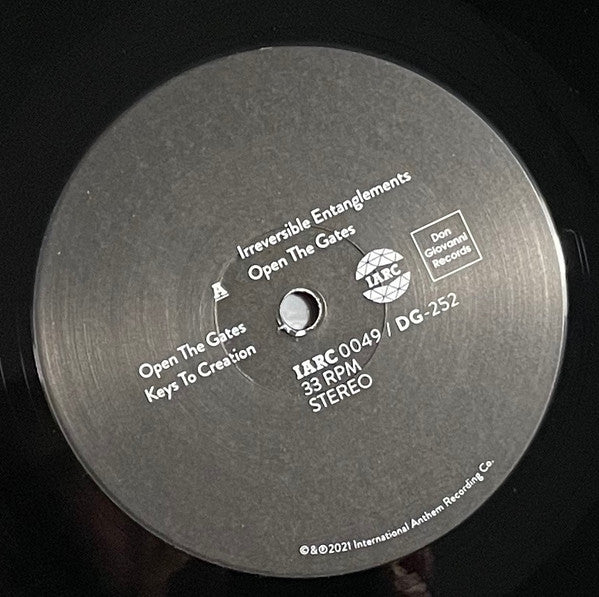 Irreversible Entanglements
Open The Gates
A
Open The Gates
Keys To Creation
IARC
Don
Giovanni
Records
IARC 0049 / DG-252
33 RPM
STEREO
©&℗2021 International Anthem Recording Co.